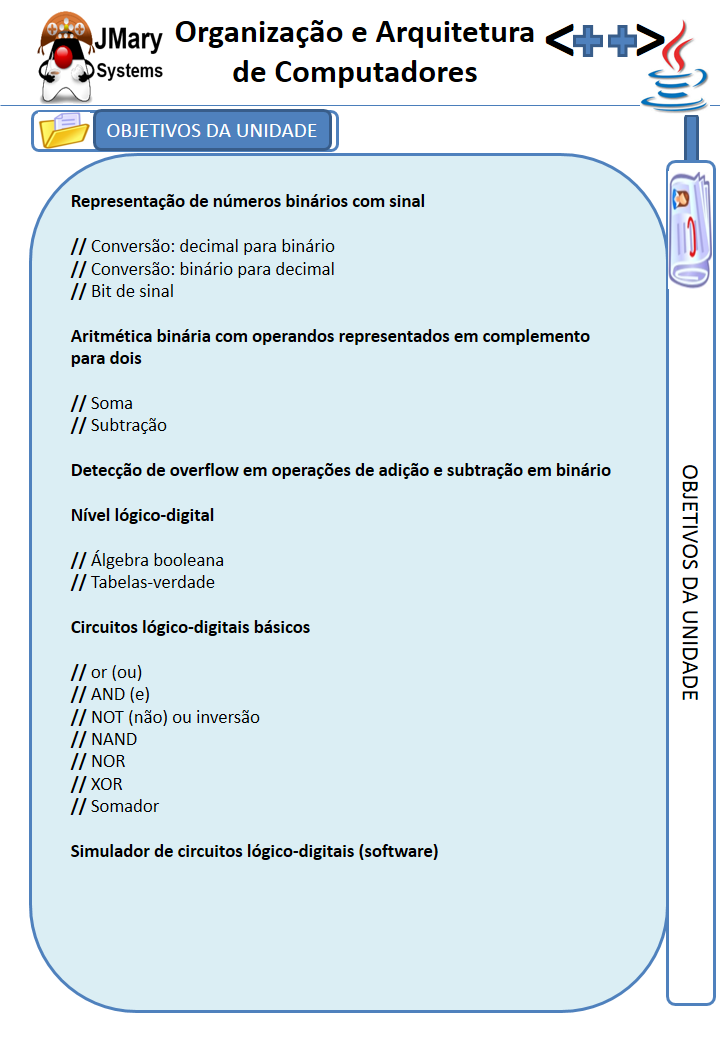 JMary
Systems
Organização e Arquitetura
de Computadores
<++>
OBJETIVOS DA UNIDADE
Representação de números binários com sinal
// Conversão: decimal para binário
// Conversão: binário para decimal
// Bit de sinal
Aritmética binária com operandos representados em complemento
para dois
// Soma
// Subtração
Detecção de overflow em operações de adição e subtração em binário
Nível lógico-digital
// Álgebra booleana
// Tabelas-verdade
Circuitos lógico-digitais básicos
// or (ou)
// AND (e)
// NOT (não) ou inversão
// NAND
// NOR
// XOR
// Somador
Simulador de circuitos lógico-digitais (software)
OBJETIVOS DA UNIDADE